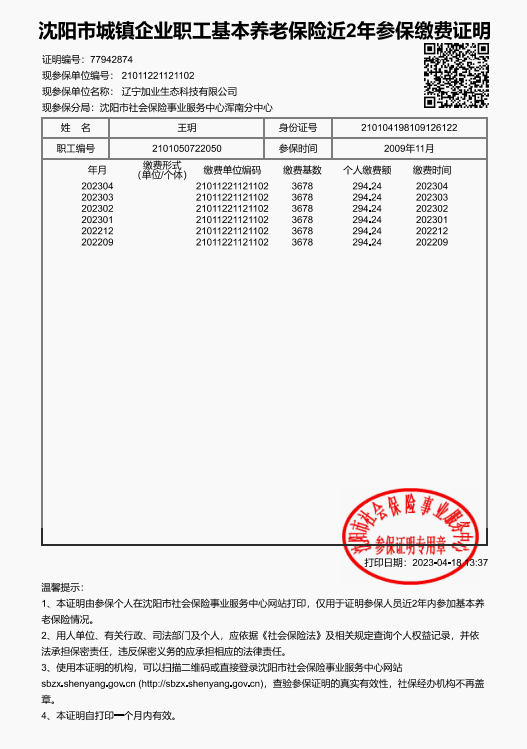 沈阳市城镇企业职工基本养老保险近2年参保缴费证明
证明编号：77942874
现参保单位编号： 21011221121102
现参保单位名称： 辽宁加业生态科技有限公司
现参保分局：沈阳市社会保险事业服务中心浑南分中心
姓 名 王玥 身份证号 210104198109126122
职工编号 2101050722050 参保时间 2009年11月
年月 缴费形式（单位/个体） 缴费单位编码 缴费基数 个人缴费额 缴费时间
202304 21011221121102 3678 294.24 202304
202303 21011221121102 3678 294.24 202303
202302 21011221121102 3678 294.24 202302
202301 21011221121102 3678 294.24 202301
202212 21011221121102 3678 294.24 202212
202209 21011221121102 3678 294.24 202209
沈阳市社会保险事业服务中心
参保证明专用章
打印日期：2023-04-18 13:37
温馨提示：
1、本证明由参保个人在沈阳市社会保险事业服务中心网站打印，仅用于证明参保人员近2年内参加基本养
老保险情况。
2、用人单位、有关行政、司法部门及个人，应依据《社会保险法》及相关规定查询个人权益记录，并依
法承担保密责任，违反保密义务的应承担相应的法律责任。
3、使用本证明的机构，可以扫描二维码或直接登录沈阳市社会保险事业服务中心网站
sbzx.shenyang.gov.cn (http://sbzx.shenyang.gov.cn)，查验参保证明的真实有效性，社保经办机构不再盖
章。
4、本证明自打印一个月内有效。